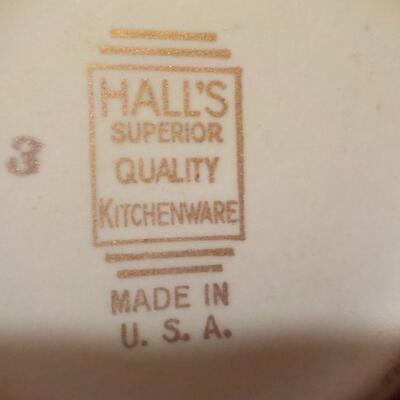 HALL'S
SUPERIOR
QUALITY
KITCHENWARE
3
MADE IN
U. S. A.